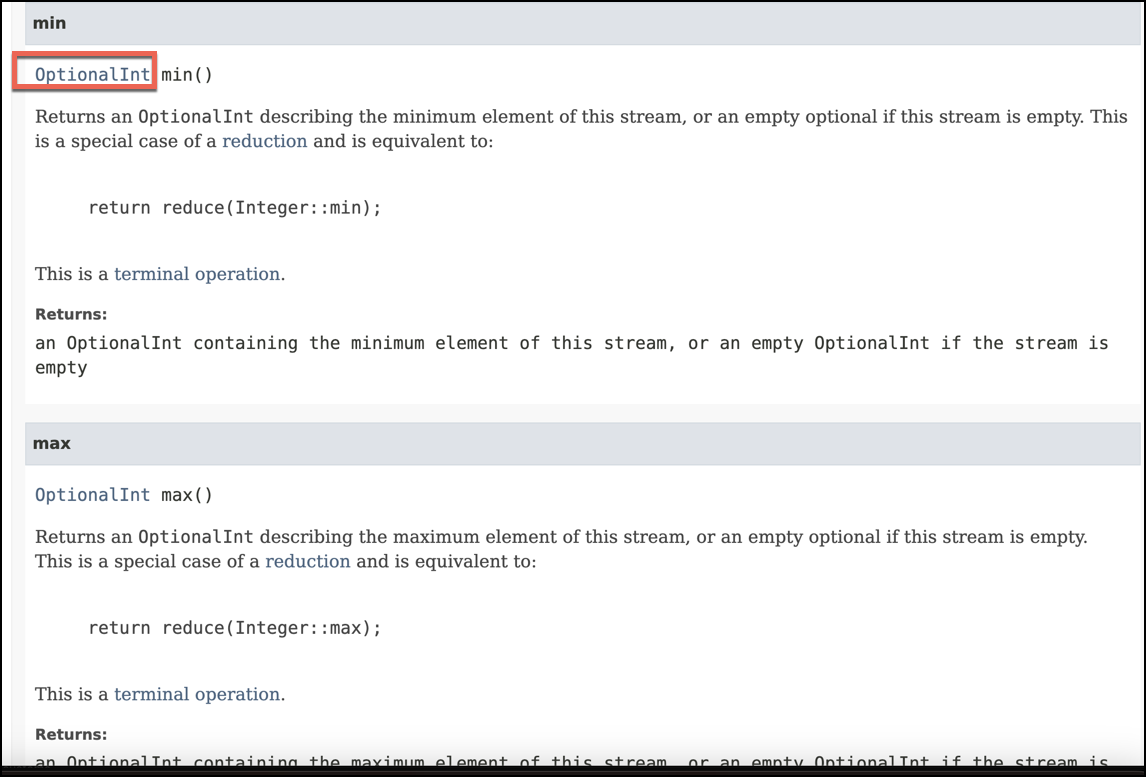 min
OptionalInt min()
Returns an OptionalInt describing the minimum element of this stream, or an empty optional if this stream is empty. This
is a special case of a reduction and is equivalent to:
return reduce(Integer::min);
This is a terminal operation.
Returns:
an OptionalInt containing the minimum element of this stream, or an empty OptionalInt if the stream is
empty
max
OptionalInt max()
Returns an OptionalInt describing the maximum element of this stream, or an empty optional if this stream is empty.
This is a special case of a reduction and is equivalent to:
return reduce(Integer::max);
This is a terminal operation.
Returns:
an OptionalInt containing the maximum element of this stream, or an empty OptionalInt if the stream is